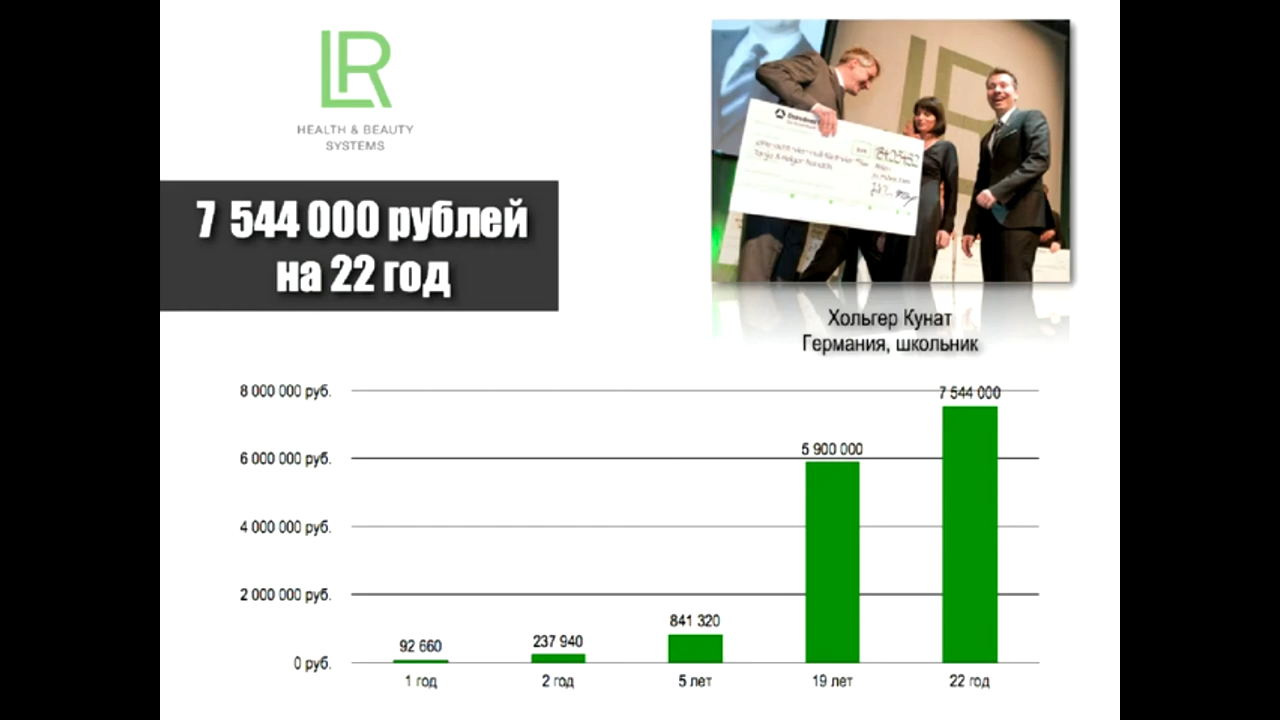 LR
HEALTH & BEAUTY
SYSTEMS
7 544 000 рублей
на 22 год
LR
Хольгер Кунат
Германия, школьник
8 000 000 руб.
6 000 000 руб.
4 000 000 руб.
2 000 000 руб.
0 руб.
92 660
237 940
841 320
5 900 000
7 544 000
1 год
2 год
5 лет
19 лет
22 год